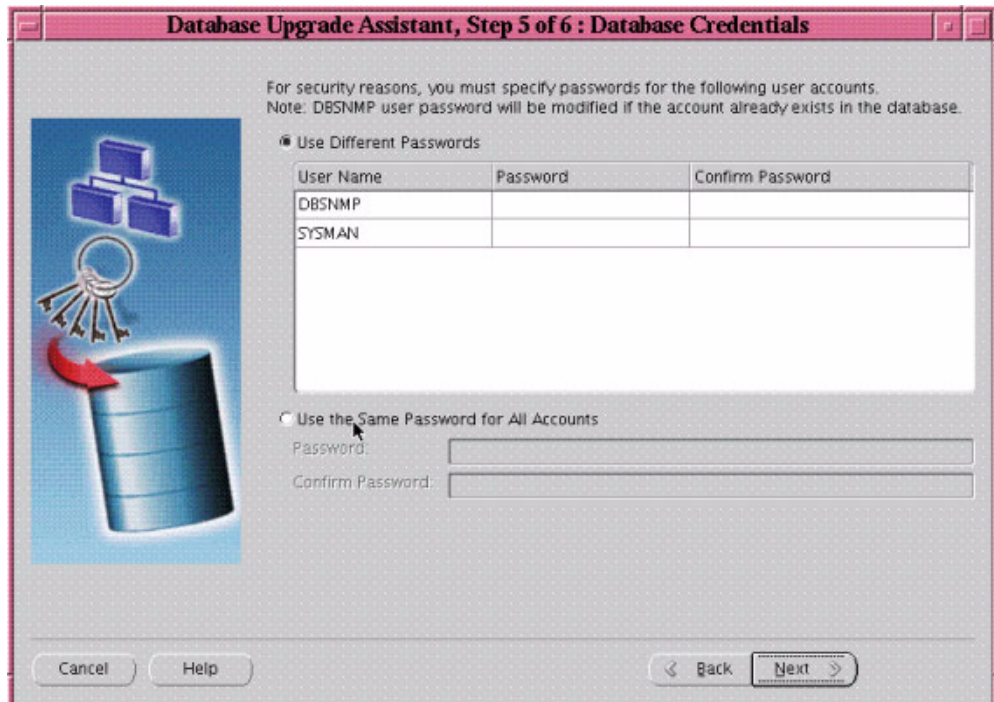 Database Upgrade Assistant, Step 5 of 6 : Database Credentials
For security reasons, you must specify passwords for the following user accounts.
Note: DBSNMP user password will be modified if the account already exists in the database.
Use Different Passwords
User Name Password Confirm Password
DBSNMP
SYSMAN
Use the Same Password for All Accounts
Password:
Confirm Password:
Cancel Help Back Next